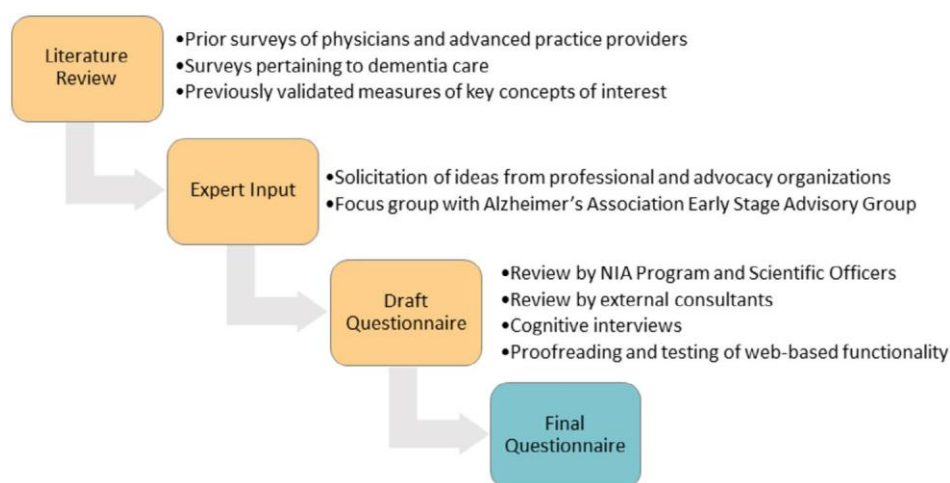 Literature
Review
•Prior surveys of physicians and advanced practice providers
•Surveys pertaining to dementia care
•Previously validated measures of key concepts of interest
Expert Input
•Solicitation of ideas from professional and advocacy organizations
•Focus group with Alzheimer's Association Early Stage Advisory Group
Draft
Questionnaire
•Review by NIA Program and Scientific Officers
•Review by external consultants
•Cognitive interviews
•Proofreading and testing of web-based functionality
Final
Questionnaire